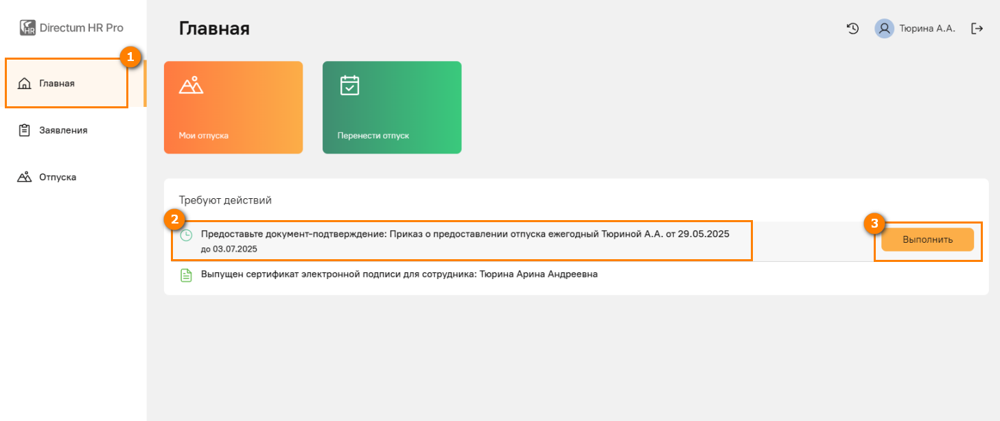 HR Directum HR Pro
Главная
Тюрина А.А.
1
Главная
Заявления
Отпуска
Мои отпуска
Перенести отпуск
Требуют действий
2
Предоставьте документ-подтверждение: Приказ о предоставлении отпуска ежегодный Тюриной А.А. от 29.05.2025
до 03.07.2025
3
Выполнить
Выпущен сертификат электронной подписи для сотрудника: Тюрина Арина Андреевна